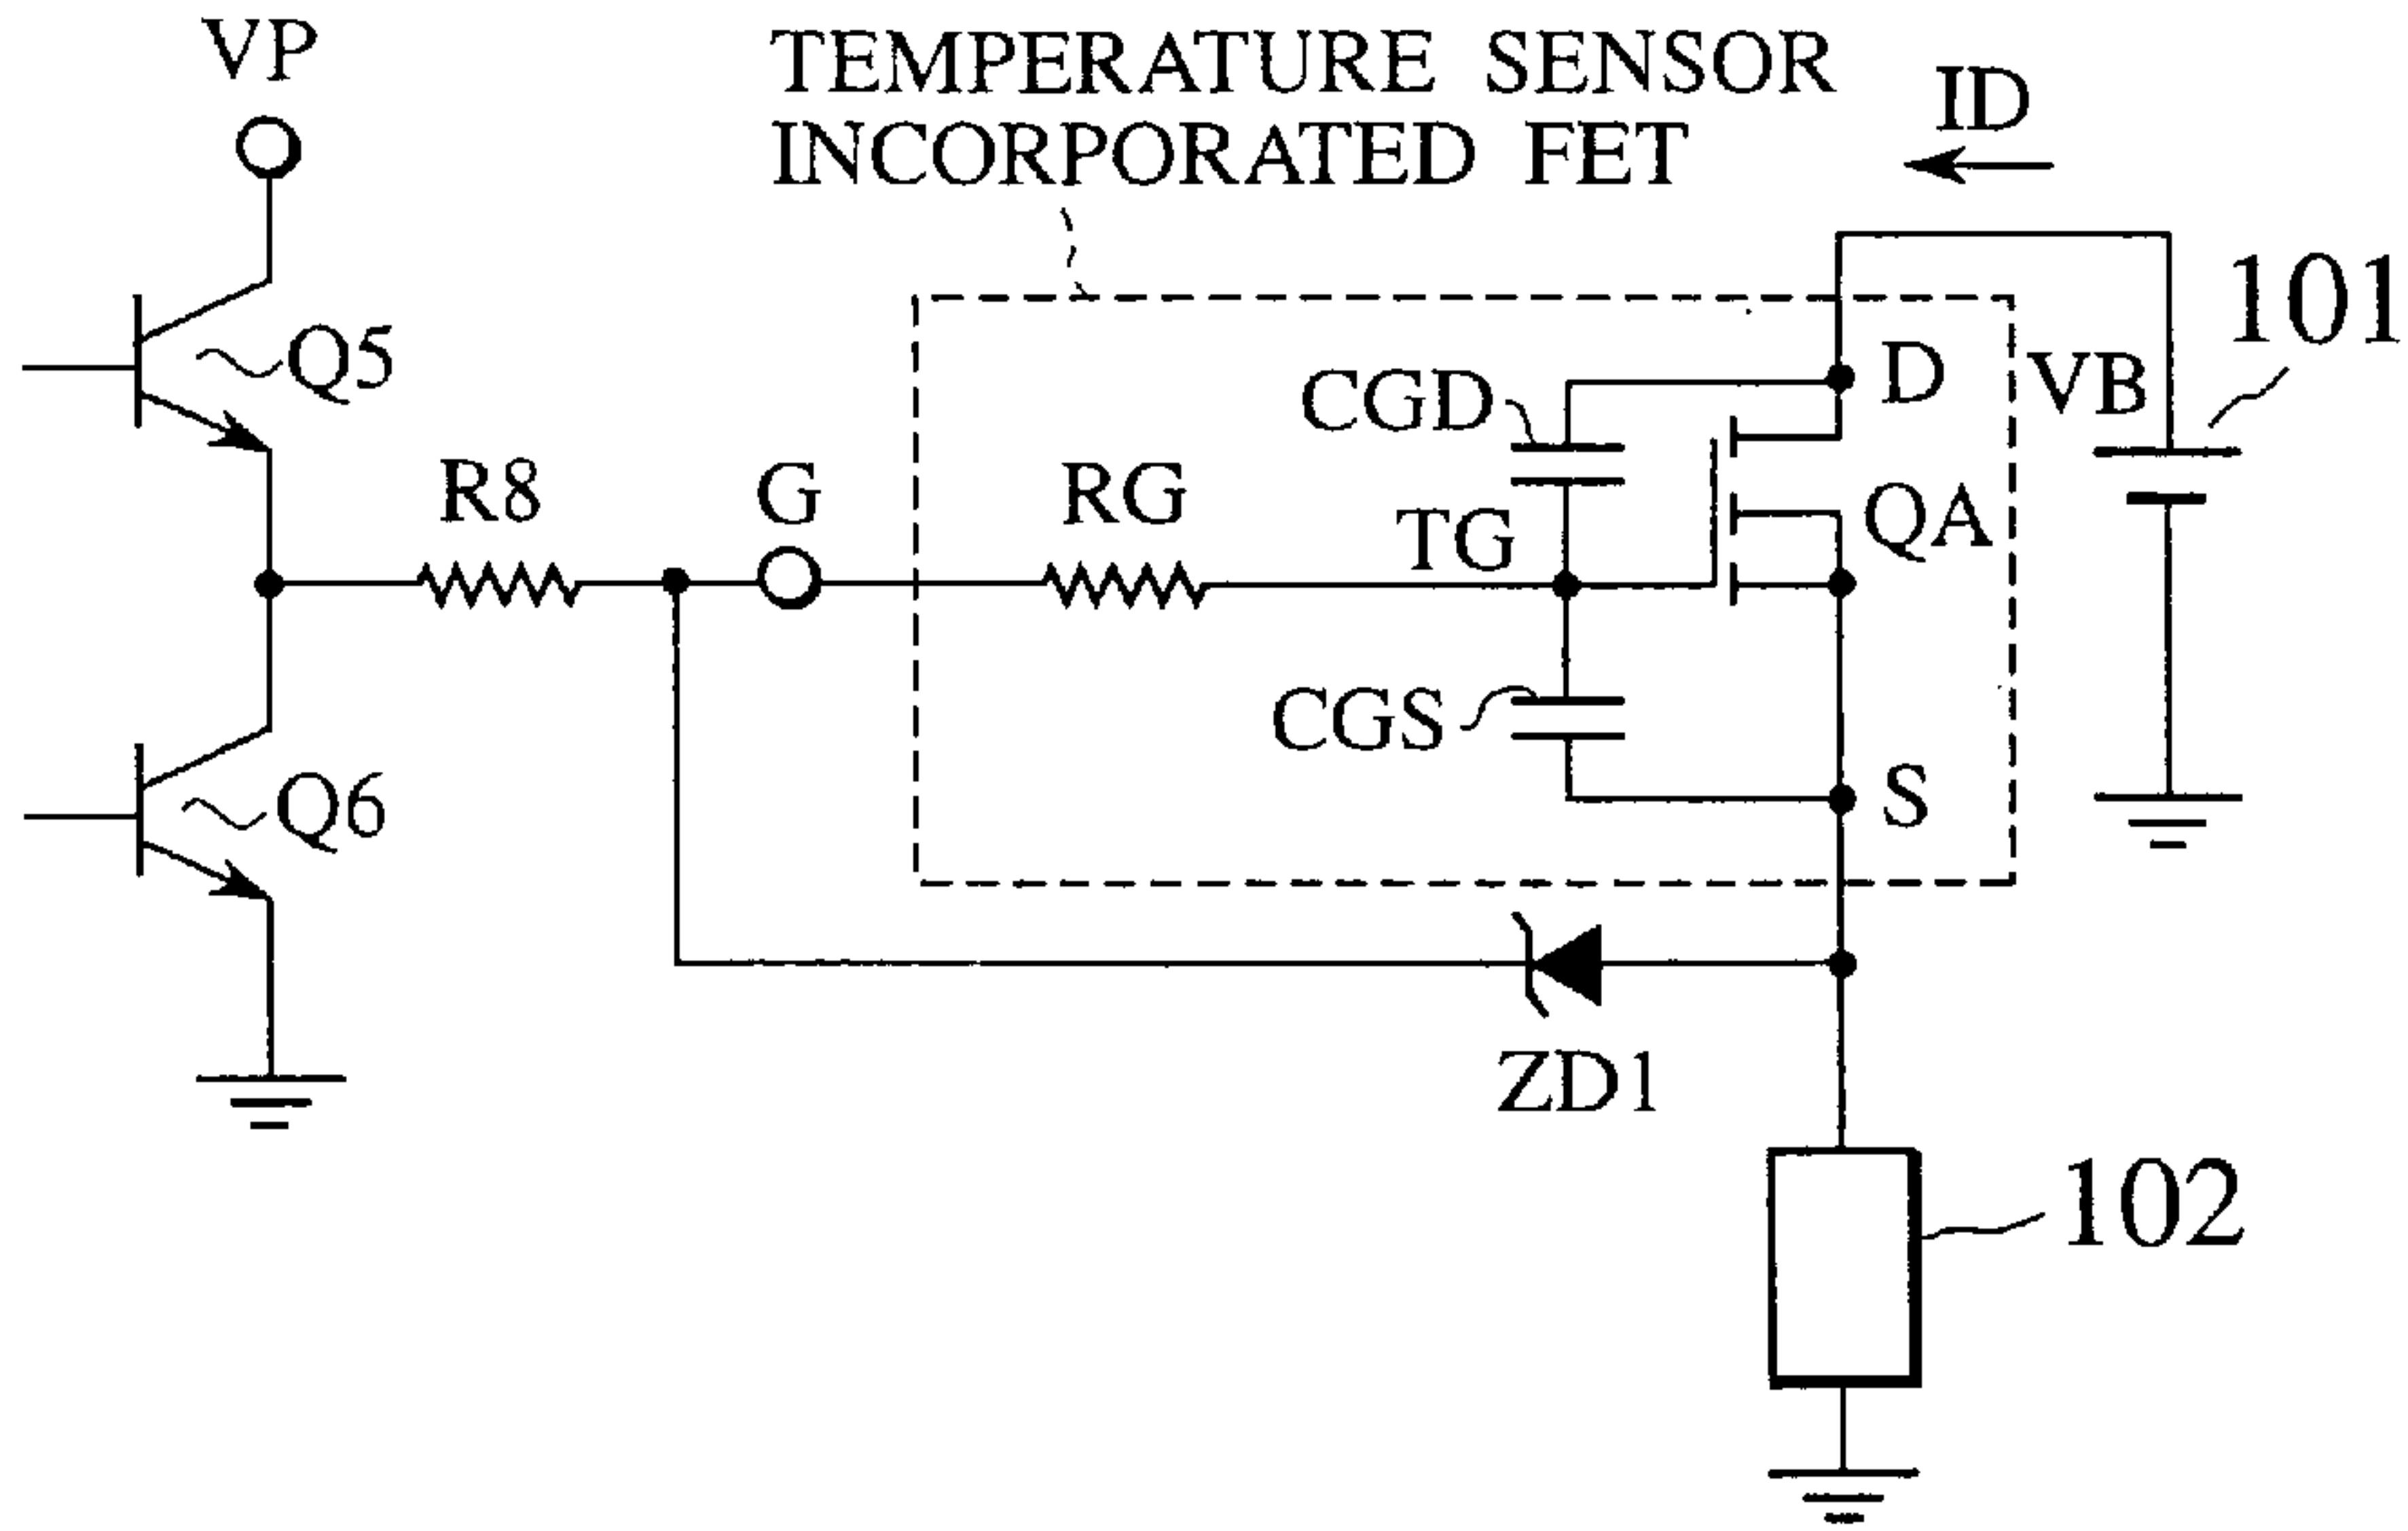 VP
TEMPERATURE SENSOR
INCORPORATED FET
ID
101
Q5
CGD
D
VB
R8
G
RG
TG
QA
CGS
S
Q6
ZD1
102